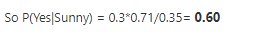 So P(Yes|Sunny) = 0.3*0.71/0.35= 0.60